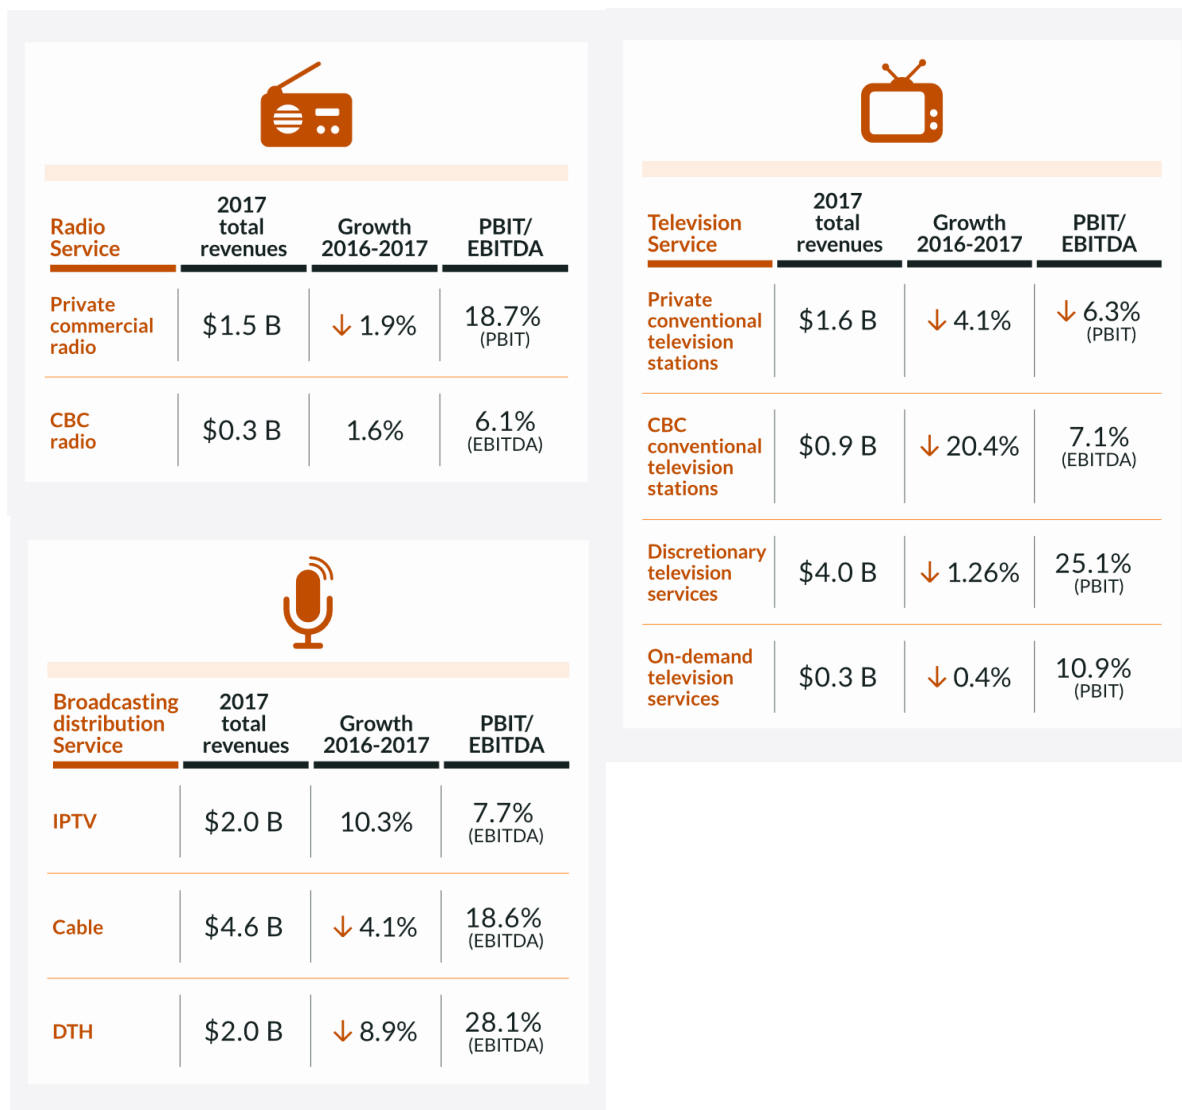 Radio
Service
2017
total
revenues
Growth
2016-2017
PBIT/
EBITDA
Private
commercial
radio
$1.5 B
↓ 1.9%
18.7%
(PBIT)
CBC
radio
$0.3 B
1.6%
6.1%
(EBITDA)
Television
Service
2017
total
revenues
Growth
2016-2017
PBIT/
EBITDA
Private
conventional
television
stations
$1.6 B
↓ 4.1%
↓ 6.3%
(PBIT)
CBC
conventional
television
stations
$0.9 B
↓ 20.4%
7.1%
(EBITDA)
Discretionary
television
services
$4.0 B
↓ 1.26%
25.1%
(PBIT)
On-demand
television
services
$0.3 B
↓ 0.4%
10.9%
(PBIT)
Broadcasting
distribution
Service
2017
total
revenues
Growth
2016-2017
PBIT/
EBITDA
IPTV
$2.0 B
10.3%
7.7%
(EBITDA)
Cable
$4.6 B
↓ 4.1%
18.6%
(EBITDA)
DTH
$2.0 B
↓ 8.9%
28.1%
(EBITDA)